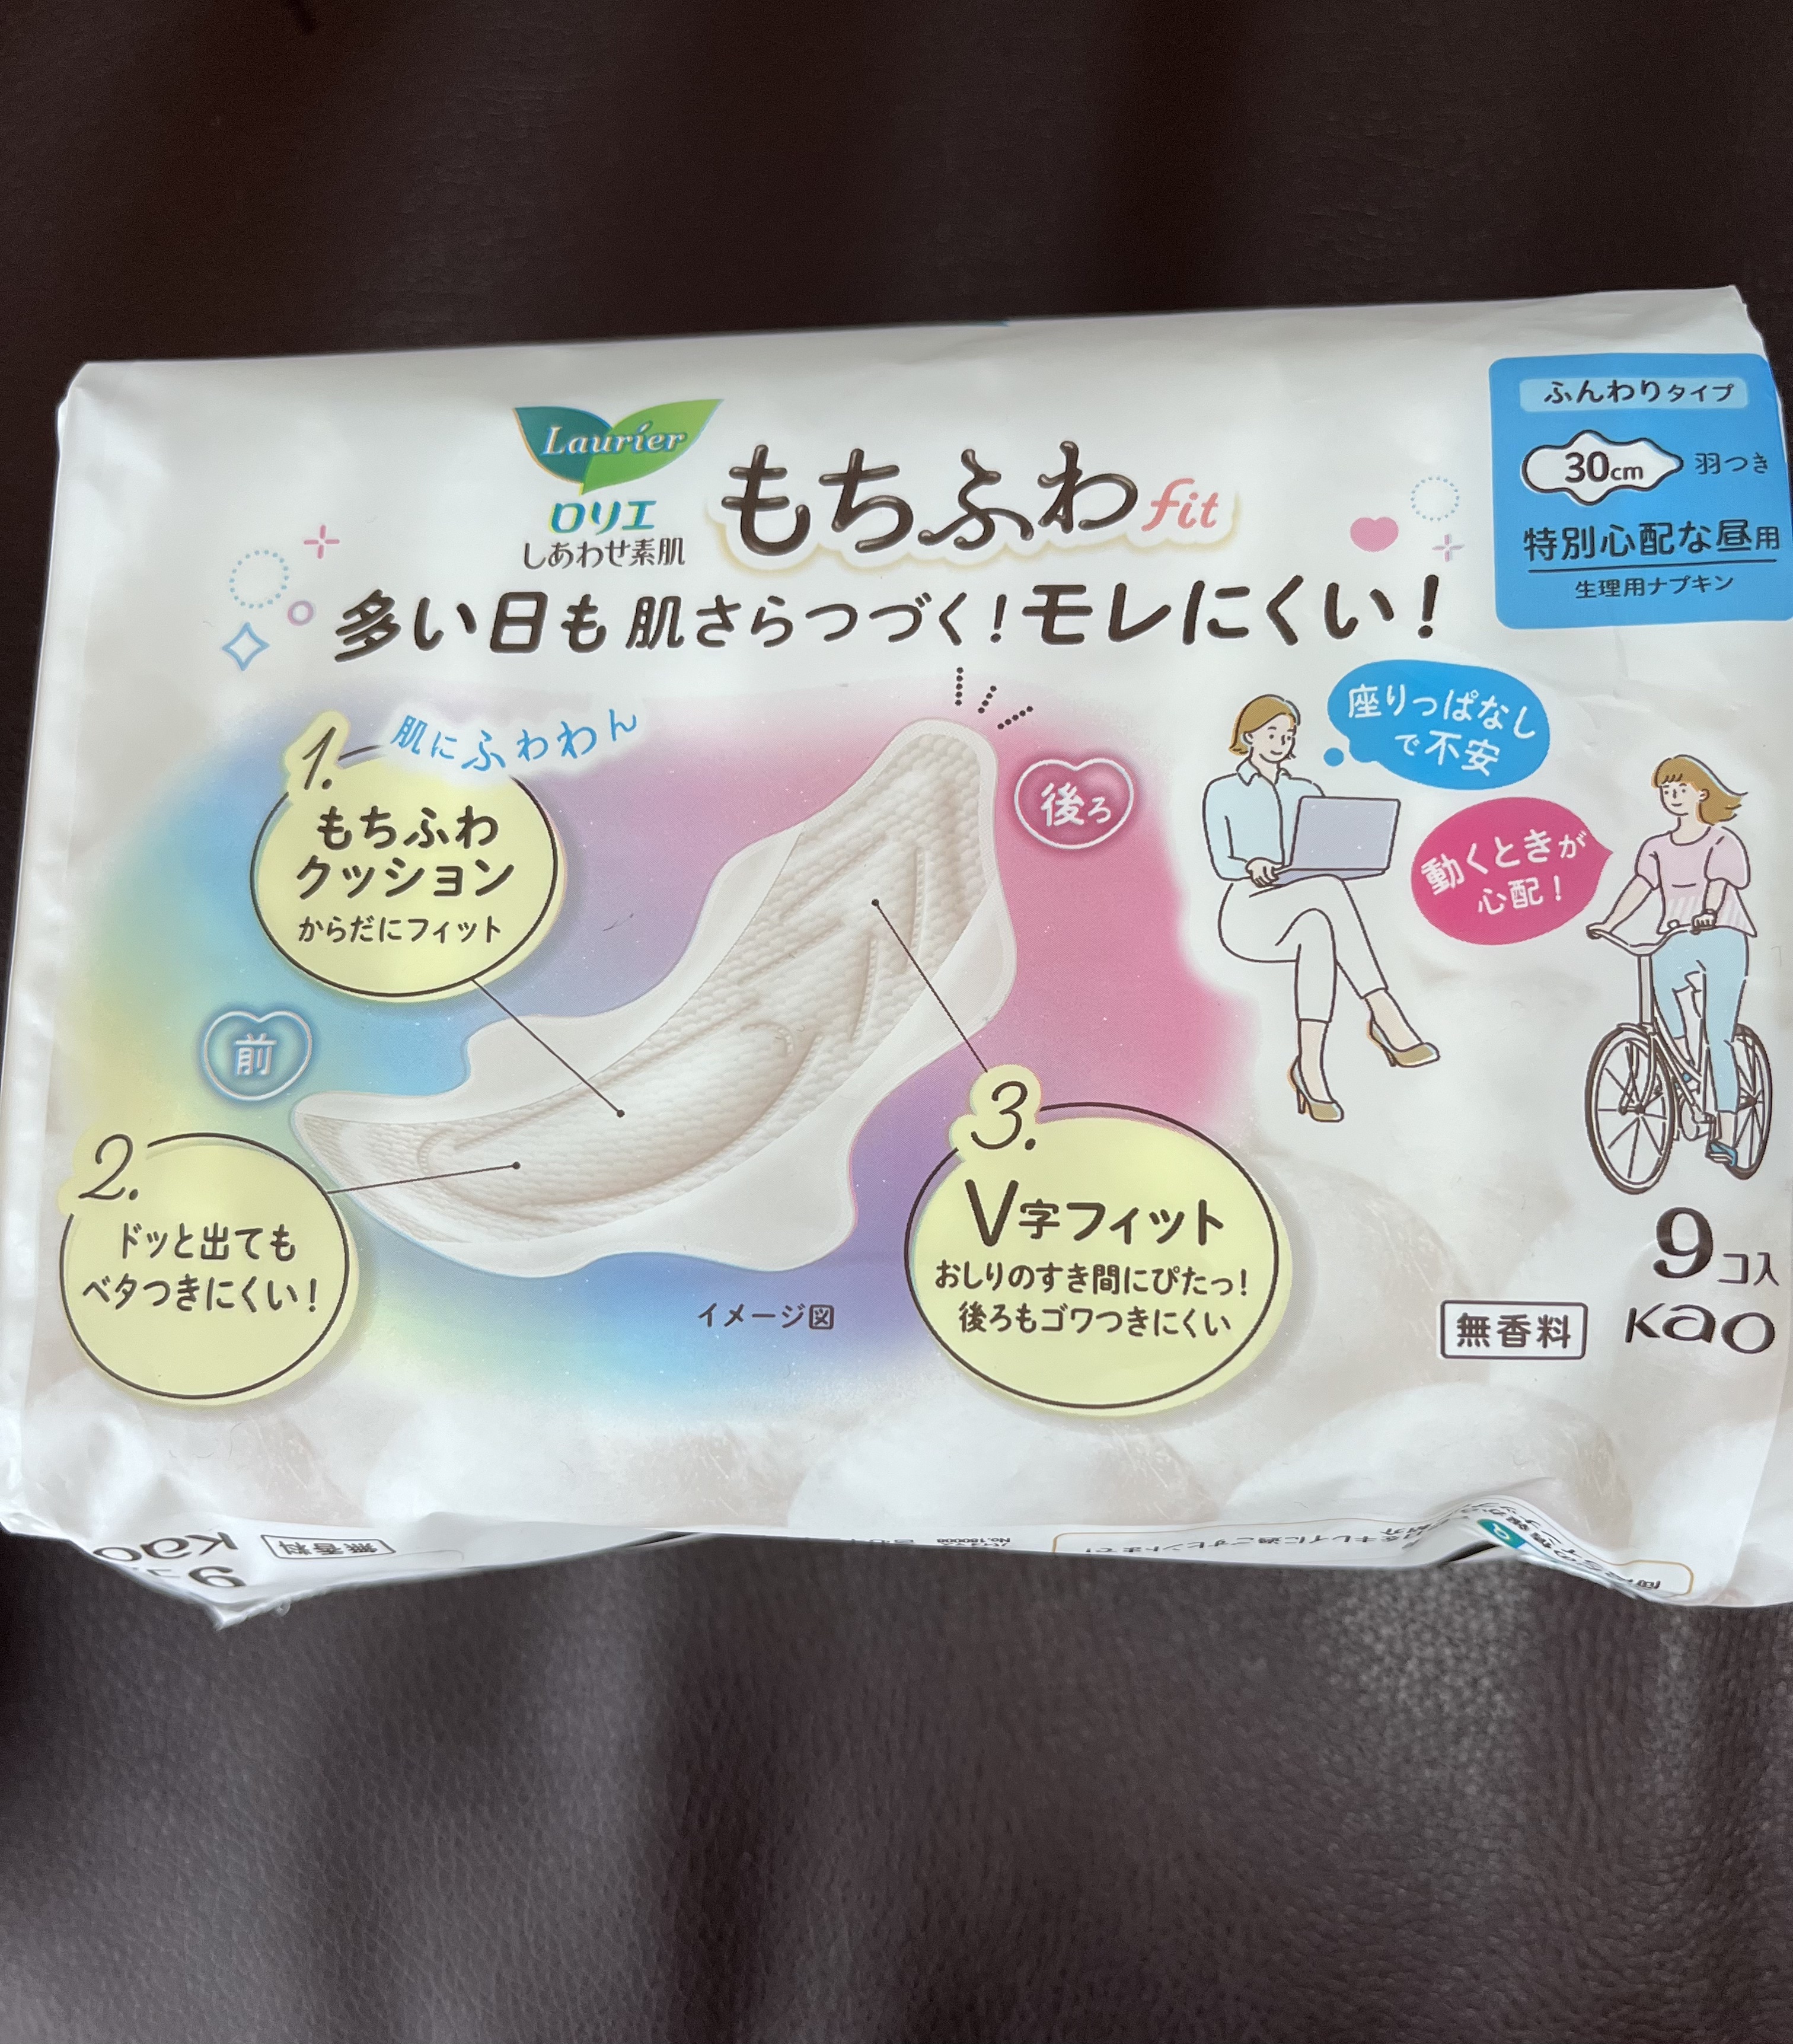 Laurier
ロリエ
しあわせ素肌
もちふわfit
ふんわりタイプ
30cm 羽つき
特別心配な昼用
生理用ナプキン
多い日も肌さらつづく!モレにくい!
1.
肌にふわわん
もちふわ
クッション
からだにフィット
後ろ
座りっぱなし
で不安
動くときが
心配!
前
2.
ドッと出ても
ベタつきにくい!
3.
V字フィット
おしりのすき間にぴたっ!
後ろもゴワつきにくい
イメージ図
9コ入
無香料
Kao
Kao
無香料
9